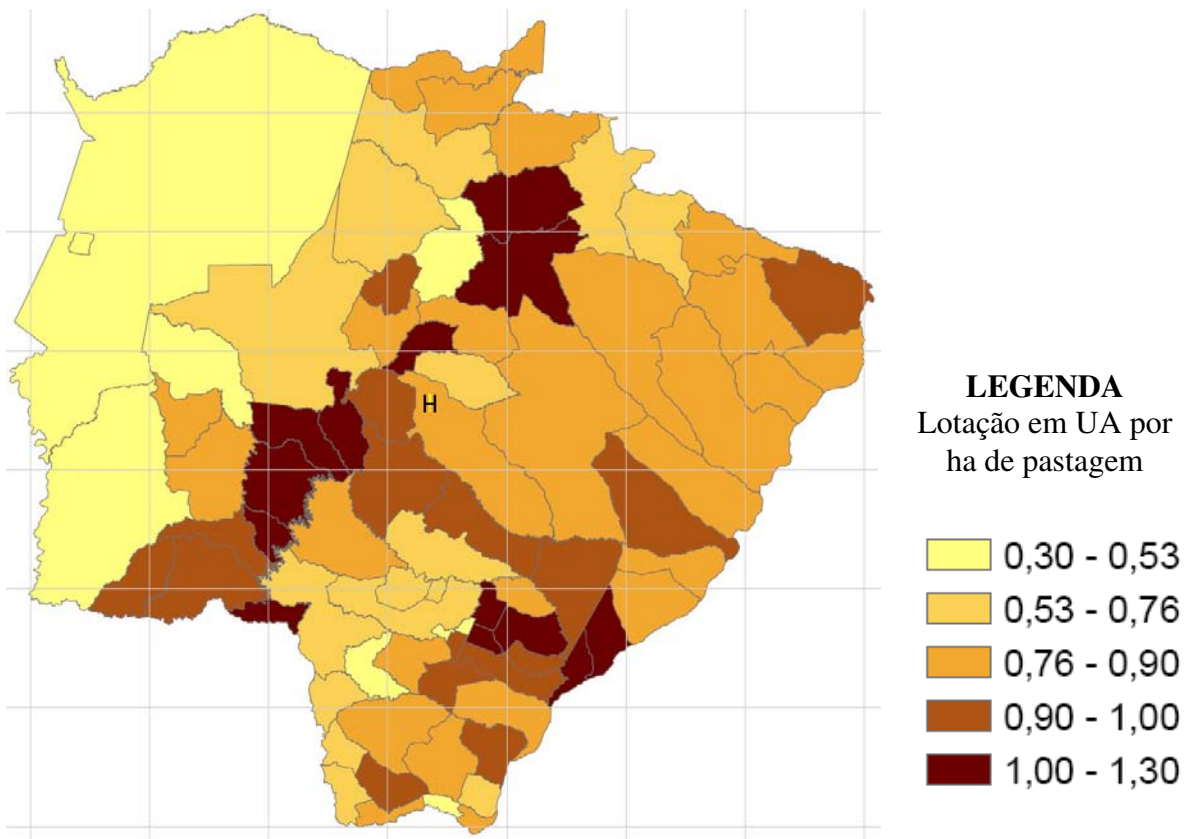 H
LEGENDA
Lotação em UA por
ha de pastagem
0,30 - 0,53
0,53 - 0,76
0,76 - 0,90
0,90 - 1,00
1,00 - 1,30